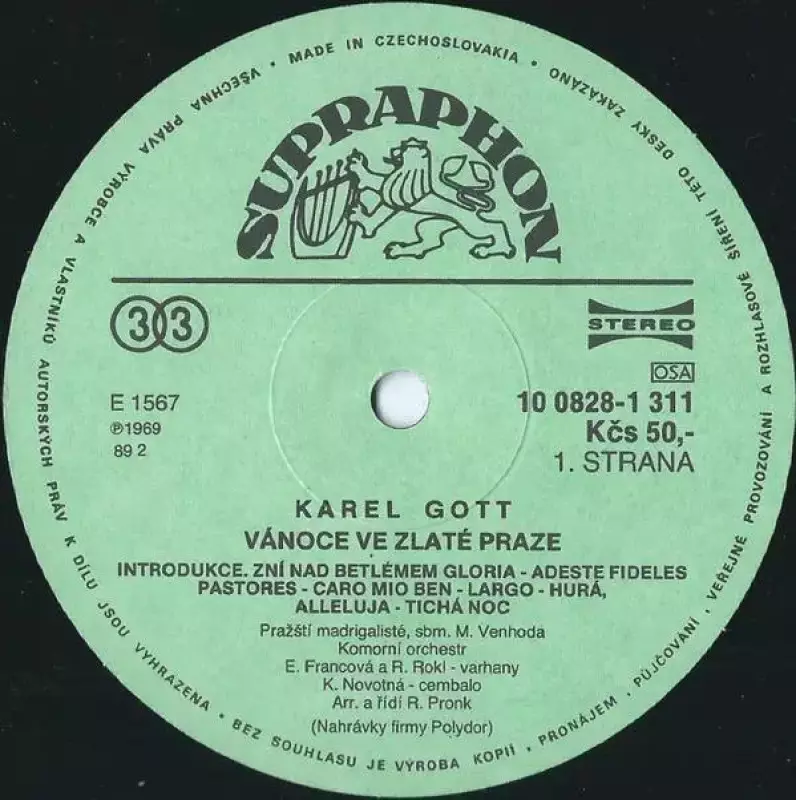 MADE IN CZECHOSLOVAKIA • VŠECHNA PRÁVA VÝROBCE A VLASTNÍKŮ AUTORSKÝCH PRÁV K DÍLU JSOU VYHRAZENA • BEZ SOUHLASU JE VÝROBA KOPIÍ, PRONÁJEM, PŮJČOVÁNÍ, VEŘEJNÉ PROVOZOVÁNÍ A ROZHLASOVÉ ŠÍŘENÍ TÉTO DESKY ZAKÁZÁNO •
SUPRAPHON
33
STEREO
OSA
E 1567
10 0828-1 311
℗1969
Kčs 50,-
89 2
1. STRANA
KAREL GOTT
VÁNOCE VE ZLATÉ PRAZE
INTRODUKCE. ZNÍ NAD BETLÉMEM GLORIA - ADESTE FIDELES
PASTORES - CARO MIO BEN - LARGO - HURÁ,
ALLELUJA - TICHÁ NOC
Pražští madrigalisté, sbm. M. Venhoda
Komorní orchestr
E. Francová a R. Rokl - varhany
K. Novotná - cembalo
Arr. a řídí R. Pronk
(Nahrávky firmy Polydor)